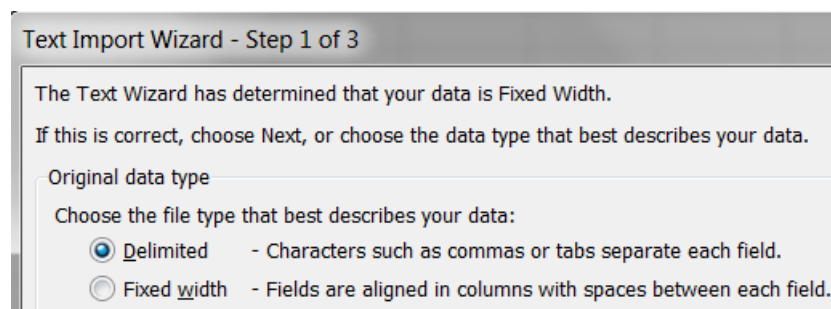 Text Import Wizard - Step 1 of 3
The Text Wizard has determined that your data is Fixed Width.
If this is correct, choose Next, or choose the data type that best describes your data.
Original data type
Choose the file type that best describes your data:
Delimited - Characters such as commas or tabs separate each field.
Fixed width - Fields are aligned in columns with spaces between each field.